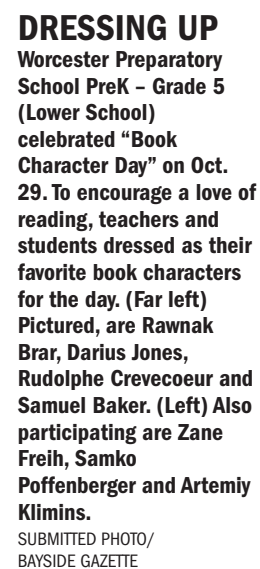 DRESSING UP
Worcester Preparatory
School PreK – Grade 5
(Lower School)
celebrated “Book
Character Day” on Oct.
29. To encourage a love of
reading, teachers and
students dressed as their
favorite book characters
for the day. (Far left)
Pictured, are Rawnak
Brar, Darius Jones,
Rudolphe Crevecoeur and
Samuel Baker. (Left) Also
participating are Zane
Freih, Samko
Poffenberger and Artemiy
Klimins.
SUBMITTED PHOTO/
BAYSIDE GAZETTE